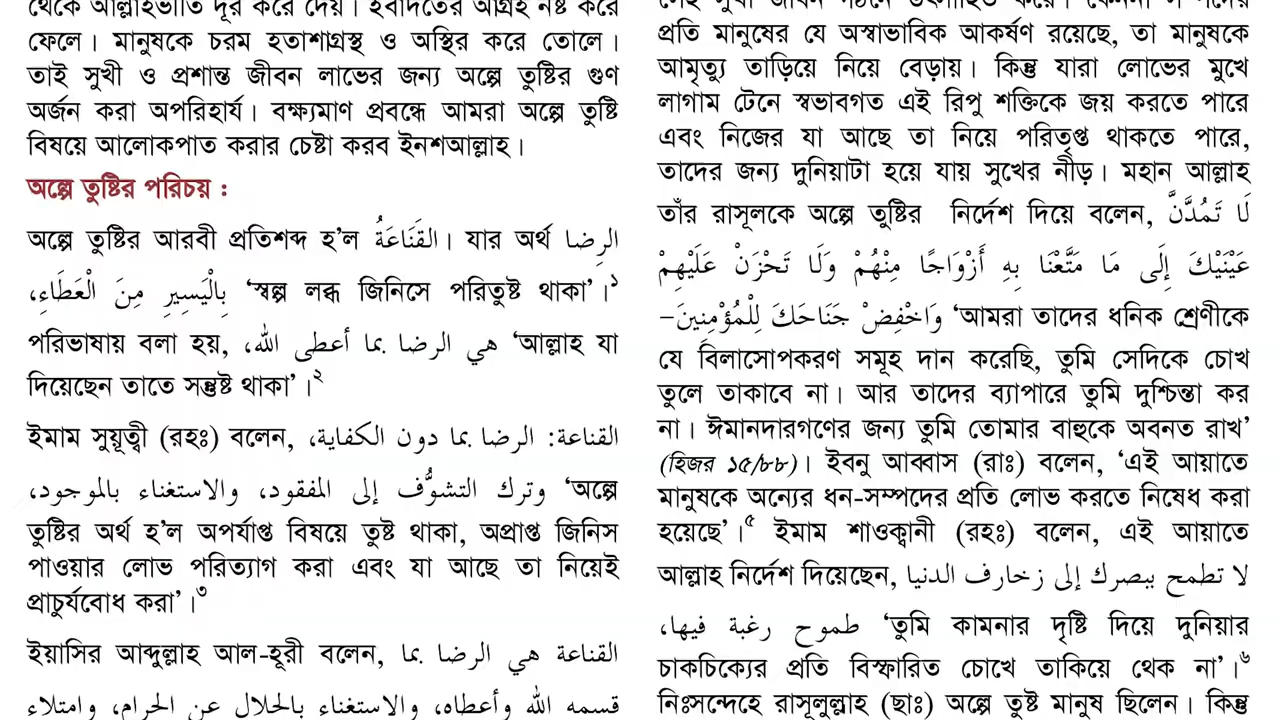 থেকে আল্লাহভীতি দূর করে দেয়। ইবাদতের আগ্রহ নষ্ট করে
ফেলে। মানুষকে চরম হতাশাগ্রস্থ ও অস্থির করে তোলে।
তাই সুখী ও প্রশান্ত জীবন লাভের জন্য অল্পে তুষ্টির গুণ
অর্জন করা অপরিহার্য। বক্ষ্যমাণ প্রবন্ধে আমরা অল্পে তুষ্টি
বিষয়ে আলোকপাত করার চেষ্টা করব ইনশআল্লাহ।
অল্পে তুষ্টির পরিচয় :
অল্পে তুষ্টির আরবী প্রতিশব্দ হ'ল القَنَاعَةُ। যার অর্থ الرِضا
بِالْيَسِيرِ مِنَ الْعَطَاءِ، 'স্বল্প লব্ধ জিনিসে পরিতুষ্ট থাকা'।১
পরিভাষায় বলা হয়, هي الرضا بما أعطى الله، 'আল্লাহ যা
দিয়েছেন তাতে সন্তুষ্ট থাকা'।২
ইমাম সুয়ূত্বী (রহঃ) বলেন, القناعة: الرضا بما دون الكفاية،
وترك التشوُّف إلى المفقود، والاستغناء بالموجود، 'অল্পে
তুষ্টির অর্থ হ'ল অপর্যাপ্ত বিষয়ে তুষ্ট থাকা, অপ্রাপ্ত জিনিস
পাওয়ার লোভ পরিত্যাগ করা এবং যা আছে তা নিয়েই
প্রাচুর্যবোধ করা'।৩
ইয়াসির আব্দুল্লাহ আল-হূরী বলেন, القناعة هي الرضا بما
قسمه الله وأعطاه، والاستغناء بالحلال عن الحرام، وامتلاء
প্রতি মানুষের যে অস্বাভাবিক আকর্ষণ রয়েছে, তা মানুষকে
আমৃত্যু তাড়িয়ে নিয়ে বেড়ায়। কিন্তু যারা লোভের মুখে
লাগাম টেনে স্বভাবগত এই রিপু শক্তিকে জয় করতে পারে
এবং নিজের যা আছে তা নিয়ে পরিতৃপ্ত থাকতে পারে,
তাদের জন্য দুনিয়াটা হয়ে যায় সুখের নীড়। মহান আল্লাহ
তাঁর রাসূলকে অল্পে তুষ্টির নির্দেশ দিয়ে বলেন, لَا تَمُدَّنَّ
عَيْنَيْكَ إِلَى مَا مَتَّعْنَا بِهِ أَزْوَاجًا مِنْهُمْ وَلَا تَحْزَنْ عَلَيْهِمْ
وَاخْفِضْ جَنَاحَكَ لِلْمُؤْمِنِينَ- 'আমরা তাদের ধনিক শ্রেণীকে
যে বিলাসোপকরণ সমূহ দান করেছি, তুমি সেদিকে চোখ
তুলে তাকাবে না। আর তাদের ব্যাপারে তুমি দুশ্চিন্তা কর
না। ঈমানদারগণের জন্য তুমি তোমার বাহুকে অবনত রাখ'
(হিজর ১৫/৮৮)। ইবনু আব্বাস (রাঃ) বলেন, 'এই আয়াতে
মানুষকে অন্যের ধন-সম্পদের প্রতি লোভ করতে নিষেধ করা
হয়েছে'।৫ ইমাম শাওক্বানী (রহঃ) বলেন, এই আয়াতে
আল্লাহ নির্দেশ দিয়েছেন, لا تطمح ببصرك إلى زخارف الدنيا
طموح رغبة فيها، 'তুমি কামনার দৃষ্টি দিয়ে দুনিয়ার
চাকচিক্যের প্রতি বিস্ফারিত চোখে তাকিয়ে থেক না'।৬
নিঃসন্দেহে রাসূলুল্লাহ (ছাঃ) অল্পে তুষ্ট মানুষ ছিলেন। কিন্তু